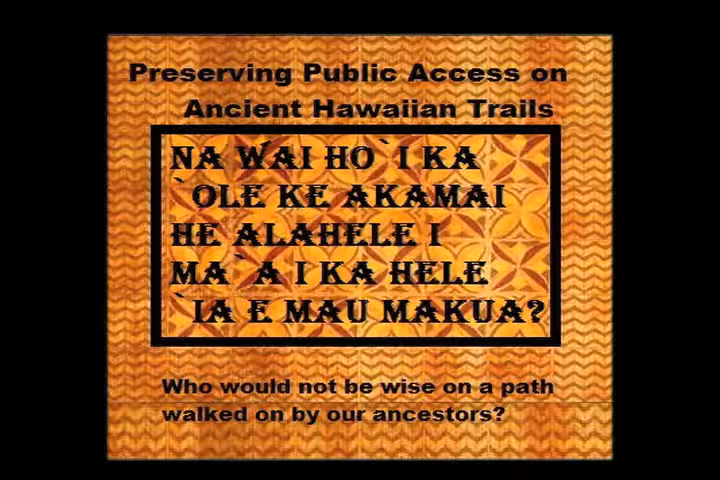 Preserving Public Access on
Ancient Hawaiian Trails
NA WAI HO`I KA
`OLE KE AKAMAI
HE ALAHELE I
MA`A I KA HELE
`IA E MAU MAKUA?
Who would not be wise on a path
walked on by our ancestors?